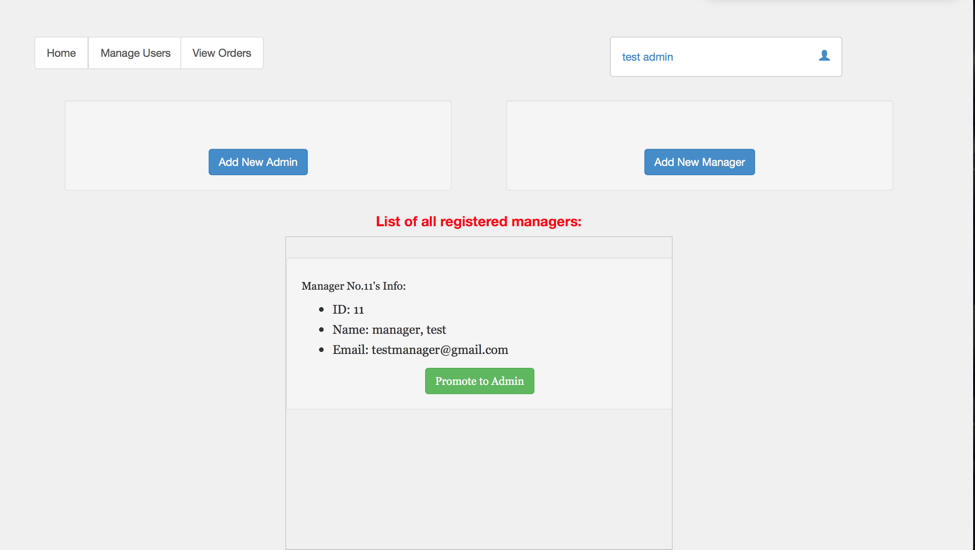 Home Manage Users View Orders
test admin
Add New Admin
Add New Manager
List of all registered managers:
Manager No.11's Info:
• ID: 11
• Name: manager, test
• Email: testmanager@gmail.com
Promote to Admin